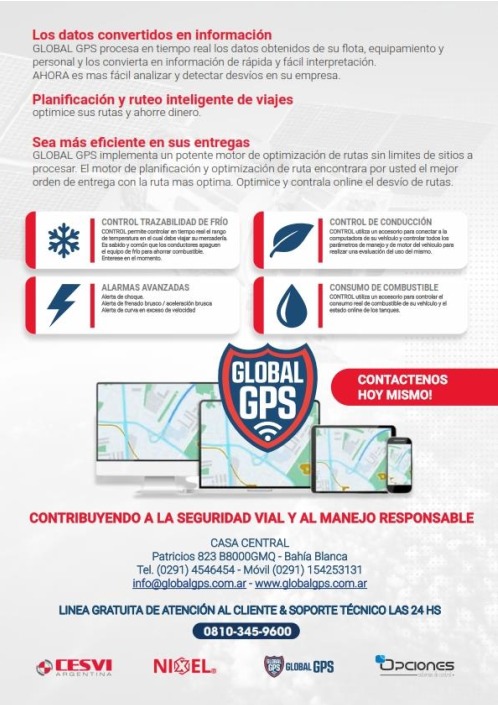 Los datos convertidos en información
GLOBAL GPS procesa en tiempo real los datos obtenidos de su flota, equipamiento y
personal y los convierta en información de rápida y fácil interpretación.
AHORA es mas fácil analizar y detectar desvíos en su empresa.
Planificación y ruteo inteligente de viajes
optimice sus rutas y ahorre dinero.
Sea más eficiente en sus entregas
GLOBAL GPS implementa un potente motor de optimización de rutas sin limites de sitios a
procesar. El motor de planificación y optimización de ruta encontrara por usted el mejor
orden de entrega con la ruta mas optima. Optimice y contrala online el desvío de rutas.
CONTROL TRAZABILIDAD DE FRÍO
CONTROL permite controlar en tiempo real el rango
de temperatura en el cual debe viajar su mercadería.
Es sabido y común que los conductores apaguen
el equipo de frío para ahorrar combustible.
Enterese en el momento.
CONTROL DE CONDUCCIÓN
CONTROL utiliza un accesorio para conectar a la
computadora de su vehículo y controlar todos los
parámetros de manejo y de motor del vehículo para
realizar una evaluación del uso del mismo.
ALARMAS AVANZADAS
Alerta de choque.
Alerta de frenado brusco / aceleración brusca
Alerta de curva en exceso de velocidad
CONSUMO DE COMBUSTIBLE
CONTROL utiliza un accesorio para controlar el
consumo real de combustible de su vehículo y el
estado online de los tanques.
GLOBAL
GPS
CONTACTENOS
HOY MISMO!
CONTRIBUYENDO A LA SEGURIDAD VIAL Y AL MANEJO RESPONSABLE
CASA CENTRAL
Patricios 823 B8000GMQ - Bahía Blanca
Tel. (0291) 4546454 - Móvil (0291) 154253131
info@globalgps.com.ar - www.globalgps.com.ar
LINEA GRATUITA DE ATENCIÓN AL CLIENTE & SOPORTE TÉCNICO LAS 24 HS
0810-345-9600
CESVI
ARGENTINA
NIXEL®
GLOBAL GPS
Opciones